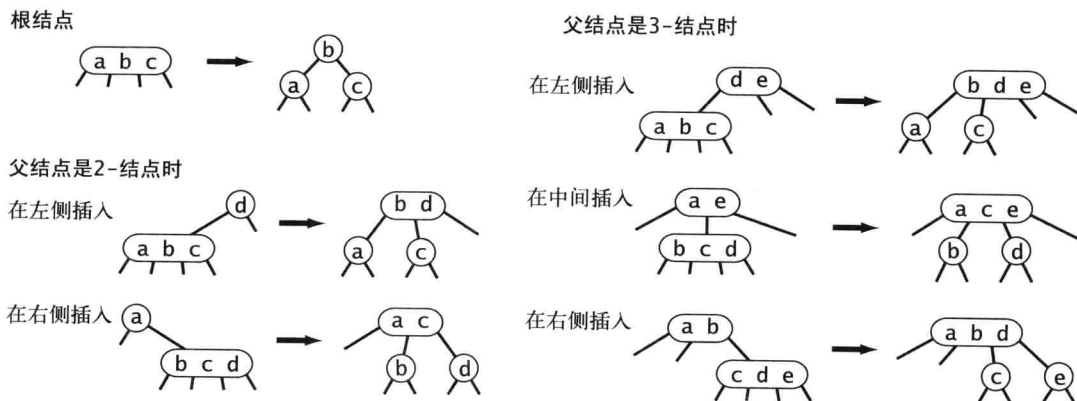 根结点
a b c
b
a
c
父结点是2-结点时
在左侧插入
d
a b c
b d
a
c
在右侧插入
a
b c d
a c
b
d
父结点是3-结点时
在左侧插入
d e
a b c
b d e
a
c
在中间插入
a e
b c d
a c e
b
d
在右侧插入
a b
c d e
a b d
c
e